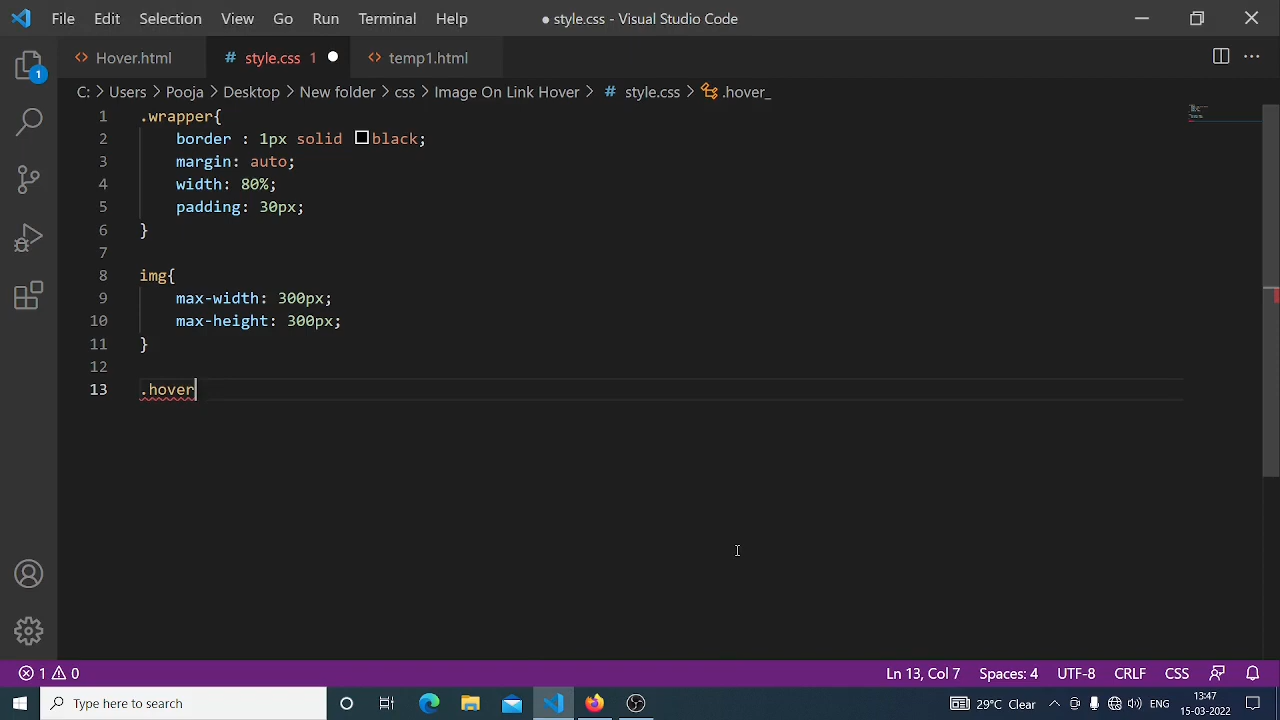 File Edit Selection View Go Run Terminal Help ● style.css - Visual Studio Code
Hover.html # style.css 1 temp1.html
C: > Users > Pooja > Desktop > New folder > css > Image On Link Hover > # style.css > .hover_
1
1 .wrapper{
2 border : 1px solid black;
3 margin: auto;
4 width: 80%;
5 padding: 30px;
6 }
7
8 img{
9 max-width: 300px;
10 max-height: 300px;
11 }
12
13 .hover
1 0 Ln 13, Col 7 Spaces: 4 UTF-8 CRLF CSS
Type here to search 29°C Clear ENG 13:47
15-03-2022